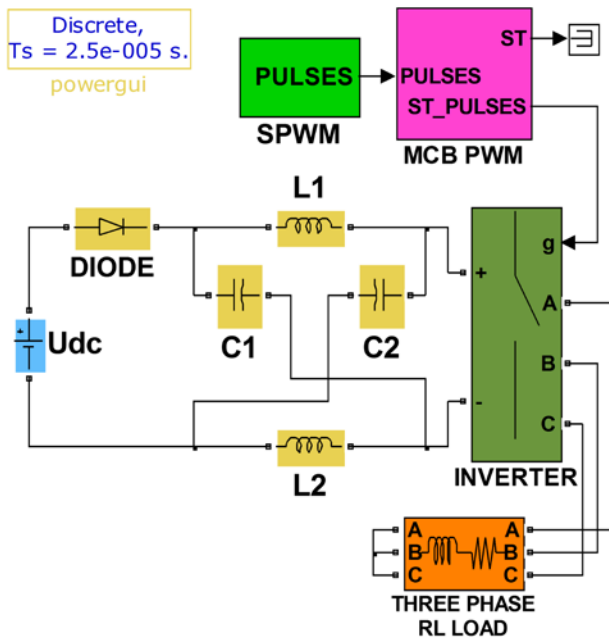 Discrete,
Ts = 2.5e-005 s.
powergui
PULSES
SPWM
PULSES
ST
ST_PULSES
MCB PWM
L1
DIODE
C1
C2
Udc
L2
+
-
g
A
B
C
INVERTER
A
B
C
A
B
C
THREE PHASE
RL LOAD